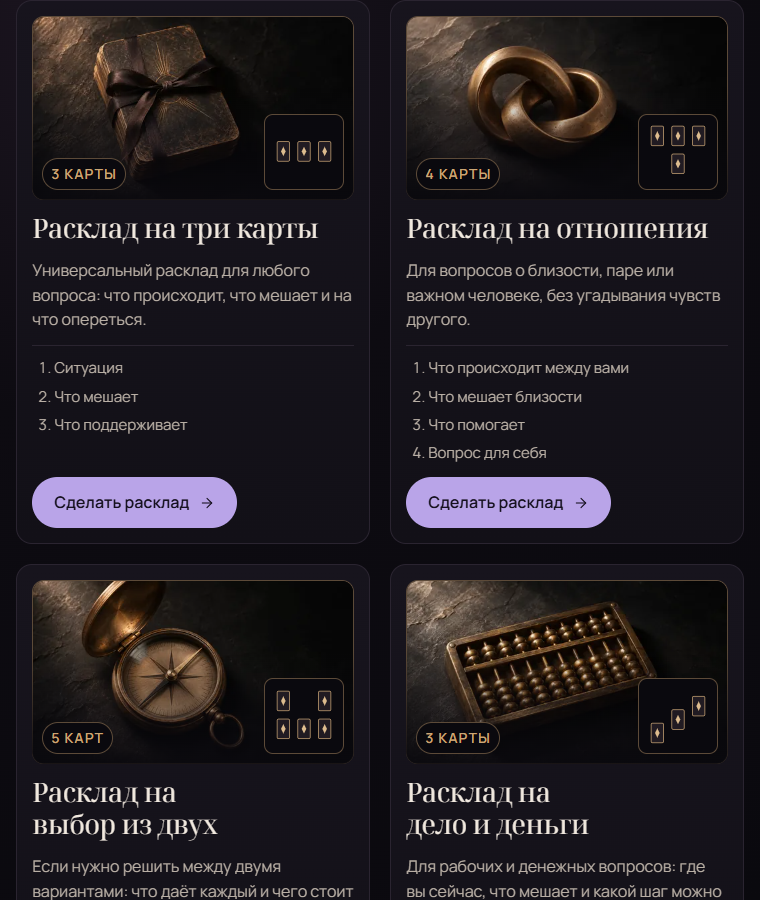 3 КАРТЫ
Расклад на три карты
Универсальный расклад для любого
вопроса: что происходит, что мешает и на
что опереться.
1. Ситуация
2. Что мешает
3. Что поддерживает
Сделать расклад →
4 КАРТЫ
Расклад на отношения
Для вопросов о близости, паре или
важном человеке, без угадывания чувств
другого.
1. Что происходит между вами
2. Что мешает близости
3. Что помогает
4. Вопрос для себя
Сделать расклад →
5 КАРТ
Расклад на
выбор из двух
Если нужно решить между двумя
вариантами: что даёт каждый и чего стоит
3 КАРТЫ
Расклад на
дело и деньги
Для рабочих и денежных вопросов: где
вы сейчас, что мешает и какой шаг можно